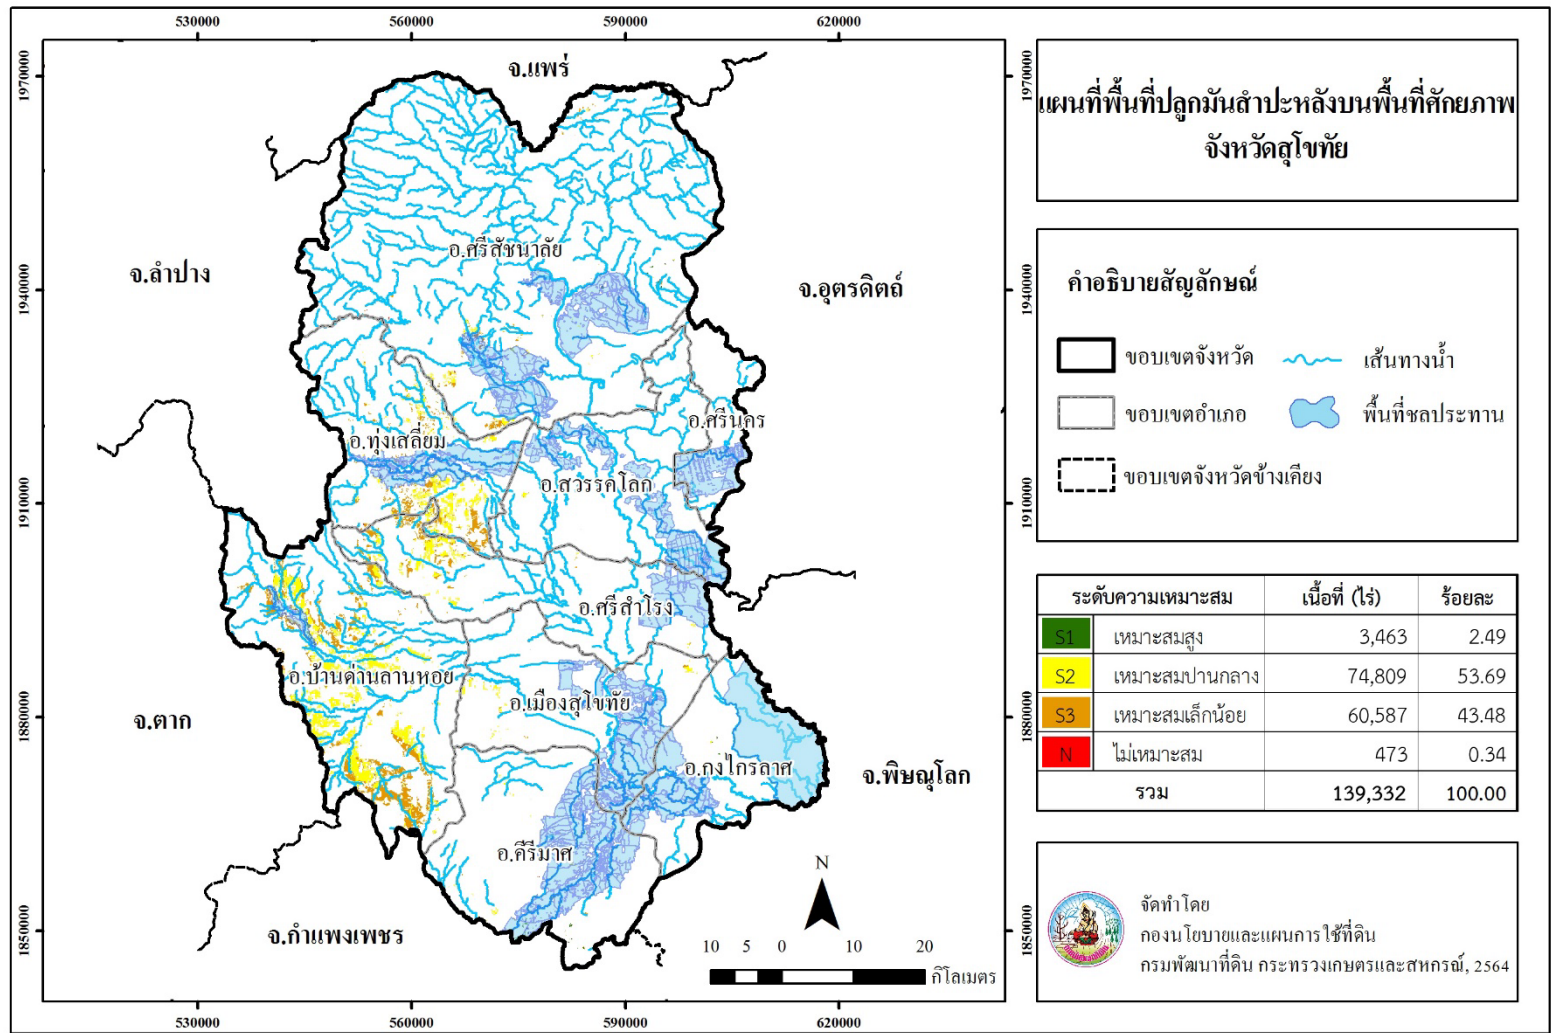 530000 560000 590000 620000
1970000
1940000
1910000
1880000
1850000
จ.แพร่
จ.ลำปาง
อ.ศรีสัชนาลัย
จ.อุตรดิตถ์
อ.ศรีนคร
อ.ทุ่งเสลี่ยม
อ.สวรรคโลก
อ.ศรีสำโรง
อ.บ้านด่านลานหอย
อ.เมืองสุโขทัย
จ.ตาก
อ.กงไกรลาศ
จ.พิษณุโลก
อ.คีรีมาศ
จ.กำแพงเพชร
N
10 5 0 10 20
กิโลเมตร
1970000
1940000
1910000
1880000
1850000
530000 560000 590000 620000
แผนที่พื้นที่ปลูกมันสำปะหลังบนพื้นที่ศักยภาพ
จังหวัดสุโขทัย
คำอธิบายสัญลักษณ์
ขอบเขตจังหวัด เส้นทางน้ำ
ขอบเขตอำเภอ พื้นที่ชลประทาน
ขอบเขตจังหวัดข้างเคียง
ระดับความเหมาะสม เนื้อที่ (ไร่) ร้อยละ
S1 เหมาะสมสูง 3,463 2.49
S2 เหมาะสมปานกลาง 74,809 53.69
S3 เหมาะสมเล็กน้อย 60,587 43.48
N ไม่เหมาะสม 473 0.34
รวม 139,332 100.00
จัดทำโดย
กองนโยบายและแผนการใช้ที่ดิน
กรมพัฒนาที่ดิน กระทรวงเกษตรและสหกรณ์, 2564